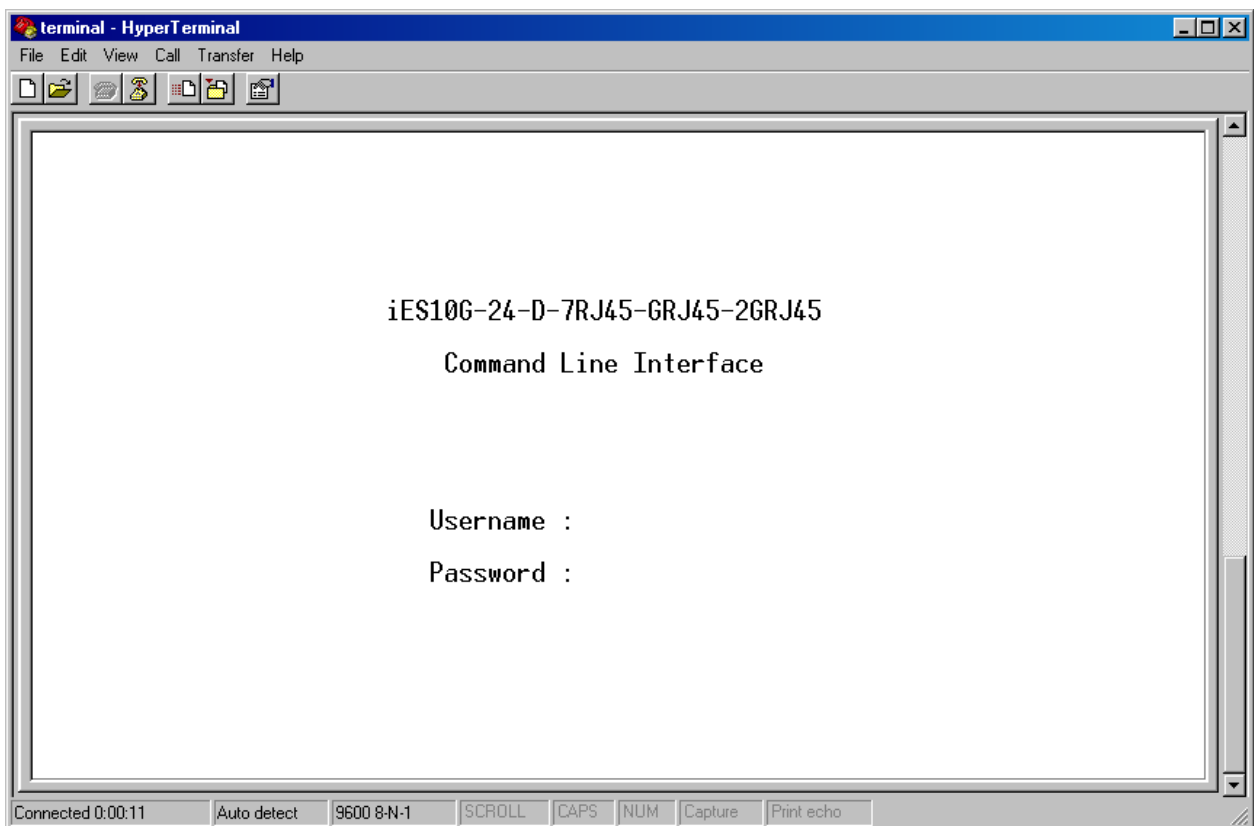 terminal - HyperTerminal
File Edit View Call Transfer Help
iES10G-24-D-7RJ45-GRJ45-2GRJ45
Command Line Interface
Username :
Password :
Connected 0:00:11 Auto detect 9600 8-N-1 SCROLL CAPS NUM Capture Print echo